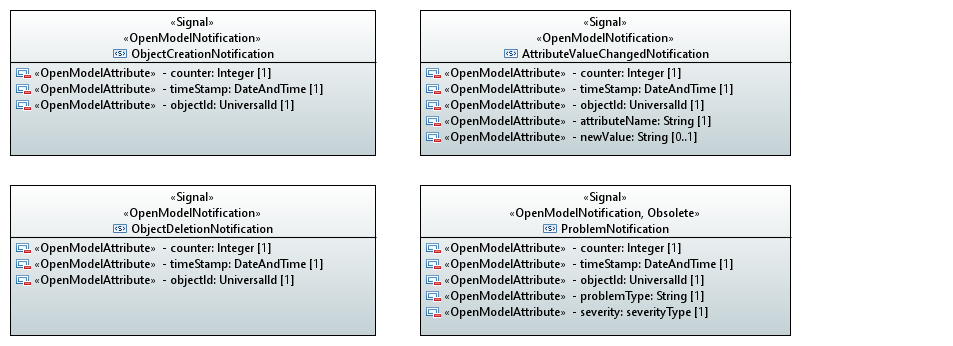 «Signal»
«OpenModelNotification»
ObjectCreationNotification
«OpenModelAttribute» - counter: Integer [1]
«OpenModelAttribute» - timeStamp: DateAndTime [1]
«OpenModelAttribute» - objectId: UniversalId [1]
«Signal»
«OpenModelNotification»
AttributeValueChangedNotification
«OpenModelAttribute» - counter: Integer [1]
«OpenModelAttribute» - timeStamp: DateAndTime [1]
«OpenModelAttribute» - objectId: UniversalId [1]
«OpenModelAttribute» - attributeName: String [1]
«OpenModelAttribute» - newValue: String [0..1]
«Signal»
«OpenModelNotification»
ObjectDeletionNotification
«OpenModelAttribute» - counter: Integer [1]
«OpenModelAttribute» - timeStamp: DateAndTime [1]
«OpenModelAttribute» - objectId: UniversalId [1]
«Signal»
«OpenModelNotification, Obsolete»
ProblemNotification
«OpenModelAttribute» - counter: Integer [1]
«OpenModelAttribute» - timeStamp: DateAndTime [1]
«OpenModelAttribute» - objectId: UniversalId [1]
«OpenModelAttribute» - problemType: String [1]
«OpenModelAttribute» - severity: severityType [1]